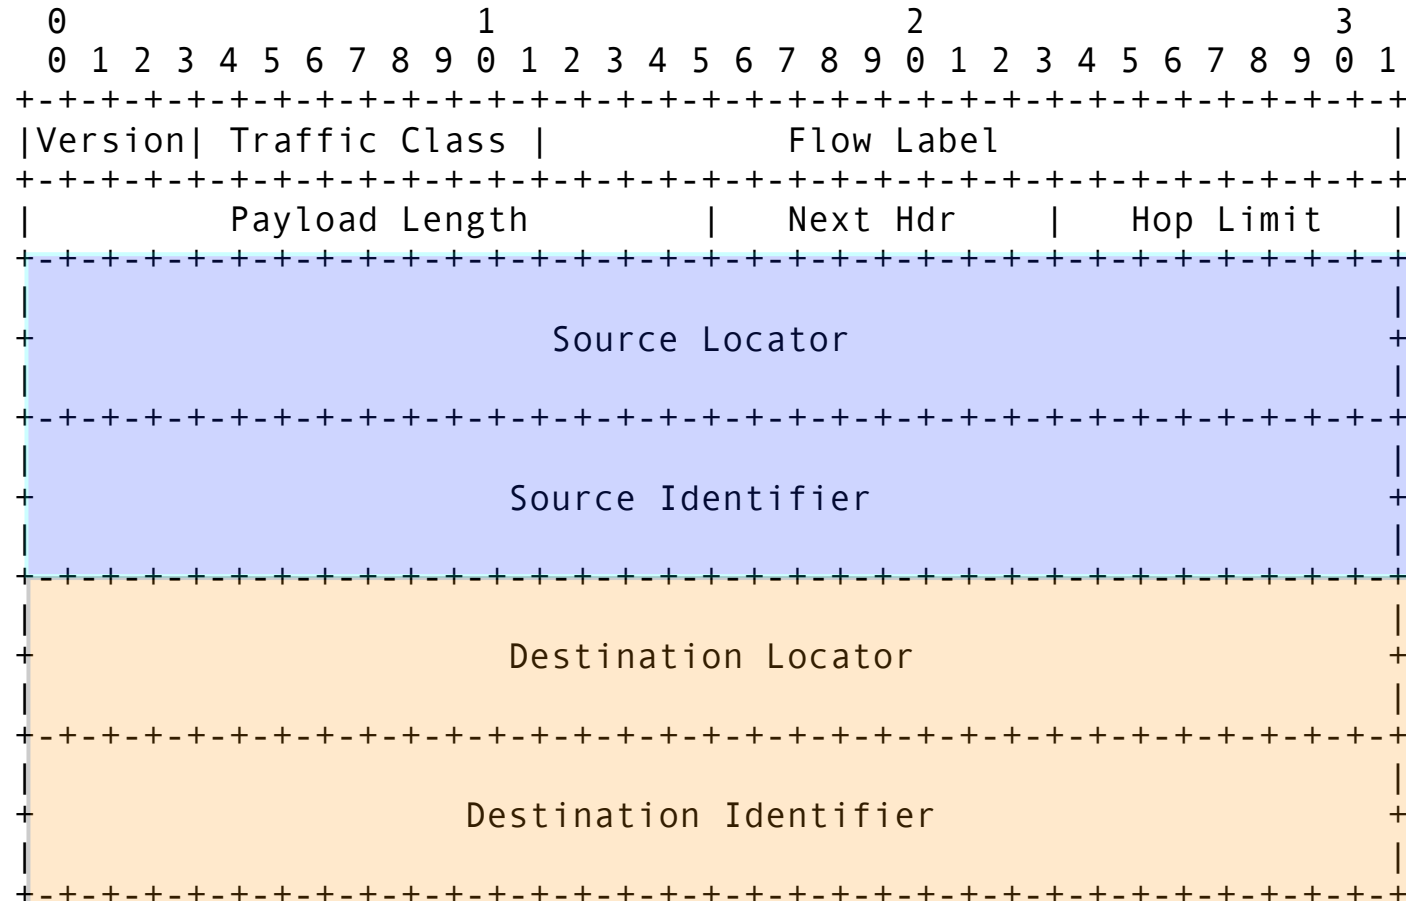 0 1 2 3
0 1 2 3 4 5 6 7 8 9 0 1 2 3 4 5 6 7 8 9 0 1 2 3 4 5 6 7 8 9 0 1
+-+-+-+-+-+-+-+-+-+-+-+-+-+-+-+-+-+-+-+-+-+-+-+-+-+-+-+-+-+-+-+-+
|Version| Traffic Class | Flow Label |
+-+-+-+-+-+-+-+-+-+-+-+-+-+-+-+-+-+-+-+-+-+-+-+-+-+-+-+-+-+-+-+-+
| Payload Length | Next Hdr | Hop Limit |
+-+-+-+-+-+-+-+-+-+-+-+-+-+-+-+-+-+-+-+-+-+-+-+-+-+-+-+-+-+-+-+-+
| |
+ Source Locator +
| |
+-+-+-+-+-+-+-+-+-+-+-+-+-+-+-+-+-+-+-+-+-+-+-+-+-+-+-+-+-+-+-+-+
| |
+ Source Identifier +
| |
+-+-+-+-+-+-+-+-+-+-+-+-+-+-+-+-+-+-+-+-+-+-+-+-+-+-+-+-+-+-+-+-+
| |
+ Destination Locator +
| |
+-+-+-+-+-+-+-+-+-+-+-+-+-+-+-+-+-+-+-+-+-+-+-+-+-+-+-+-+-+-+-+-+
| |
+ Destination Identifier +
| |
+-+-+-+-+-+-+-+-+-+-+-+-+-+-+-+-+-+-+-+-+-+-+-+-+-+-+-+-+-+-+-+-+